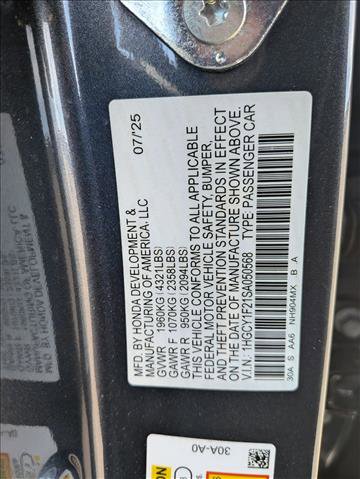 MFD. BY HONDA DEVELOPMENT & 07/25
MANUFACTURING OF AMERICA, LLC
GVWR 1960KG (4321LBS)
GAWR F 1070KG (2358LBS)
GAWR R 950KG (2094LBS)
THIS VEHICLE CONFORMS TO ALL APPLICABLE
FEDERAL MOTOR VEHICLE SAFETY, BUMPER,
AND THEFT PREVENTION STANDARDS IN EFFECT
ON THE DATE OF MANUFACTURE SHOWN ABOVE.
V.I.N.: 1HGCY1F21SA050568 TYPE: PASSENGER CAR
30A S AA6 NH904MX B A
30A-A0